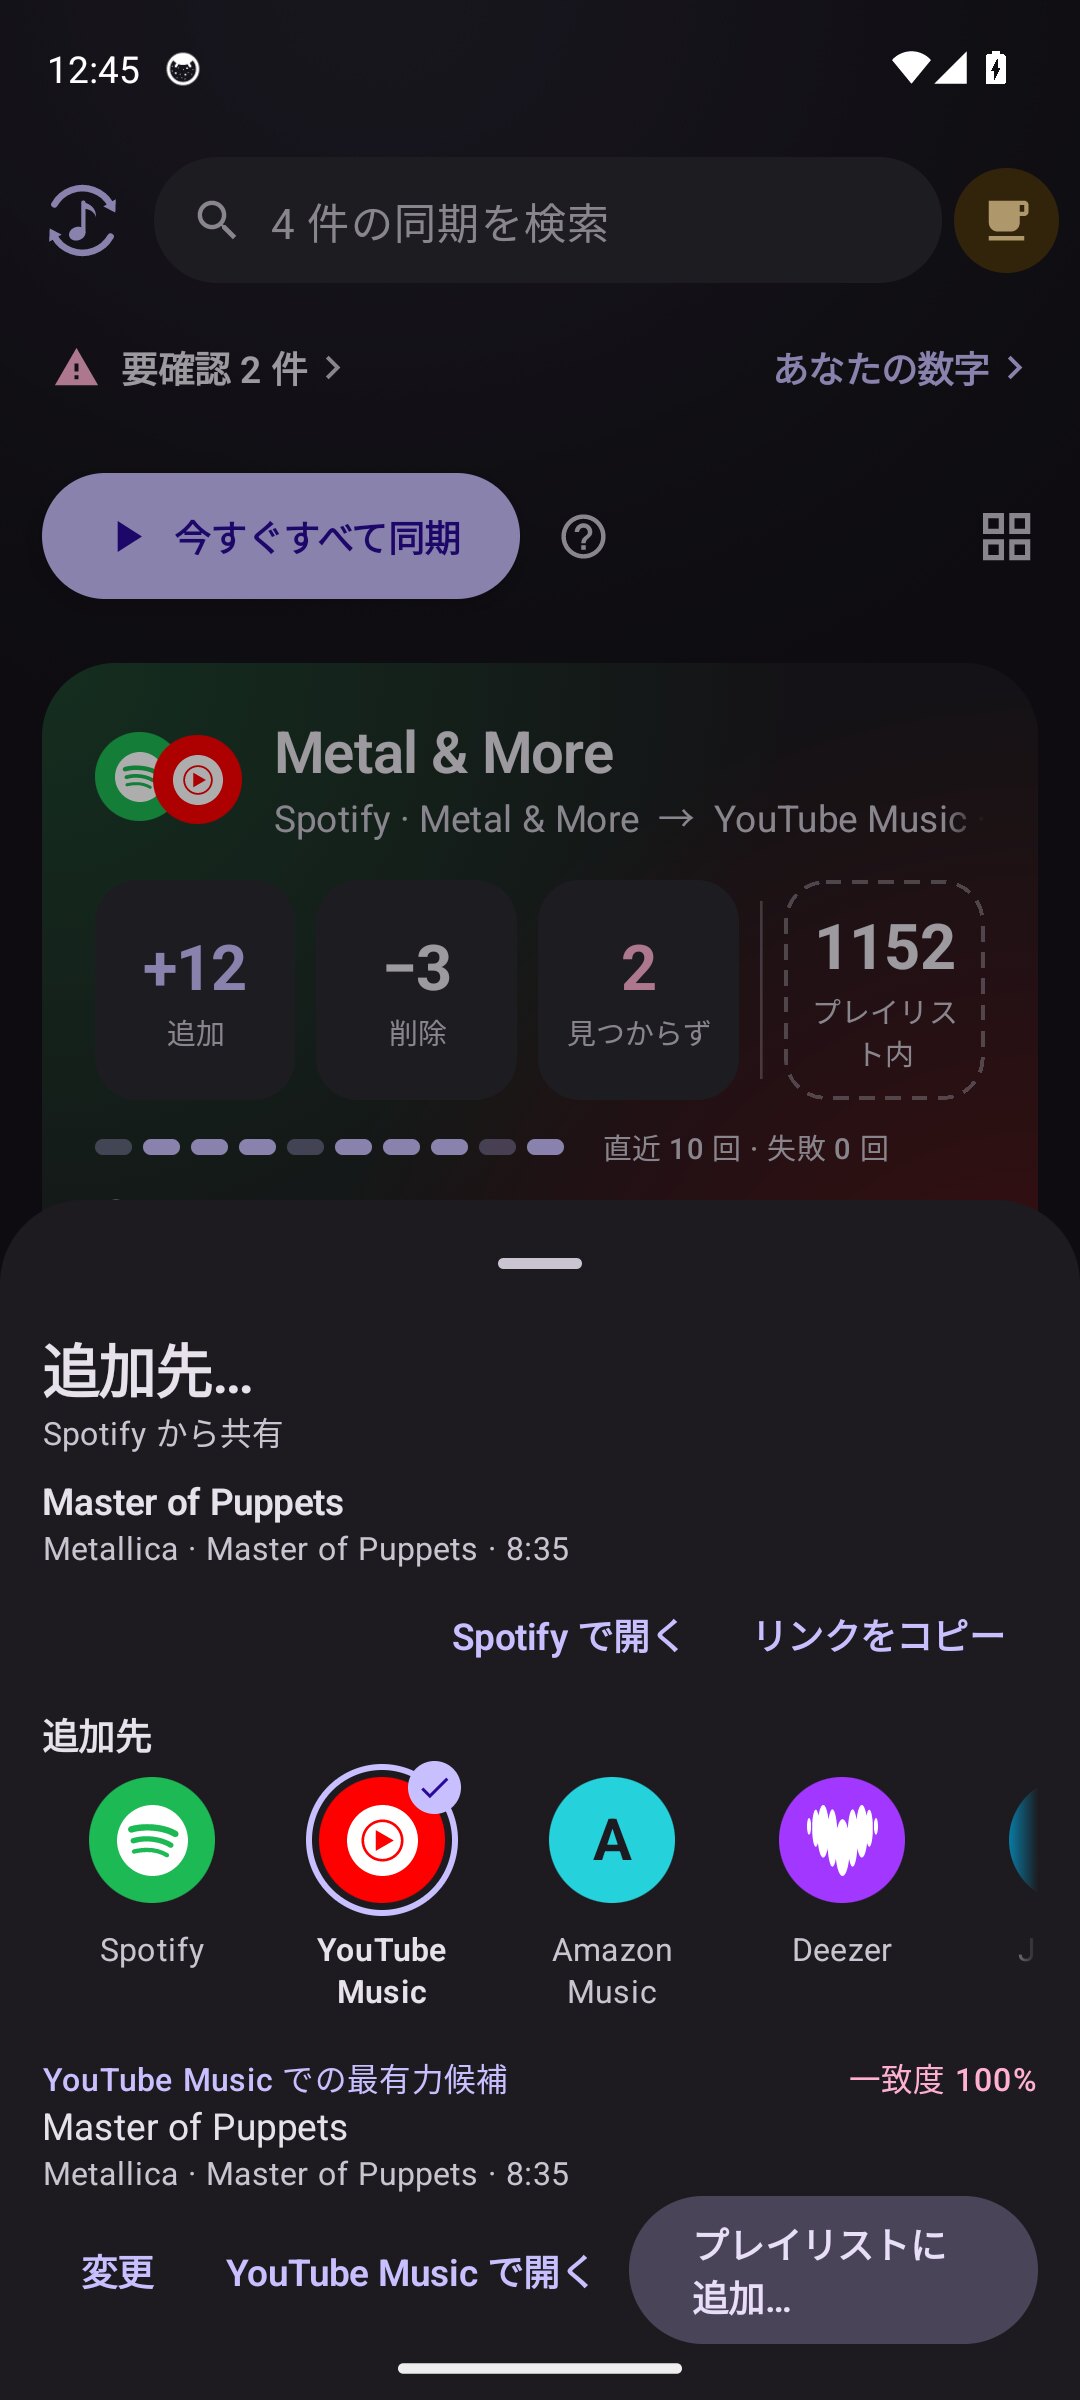 12:45
4 件の同期を検索
要確認 2 件
あなたの数字
今すぐすべて同期
Metal & More
Spotify · Metal & More → YouTube Music
+12
追加
−3
削除
2
見つからず
1152
プレイリス
ト内
直近 10 回 · 失敗 0 回
追加先...
Spotify から共有
Master of Puppets
Metallica · Master of Puppets · 8:35
Spotify で開く
リンクをコピー
追加先
Spotify
YouTube
Music
A
Amazon
Music
Deezer
J
YouTube Music での最有力候補
一致度 100%
Master of Puppets
Metallica · Master of Puppets · 8:35
変更
YouTube Music で開く
プレイリストに
追加...